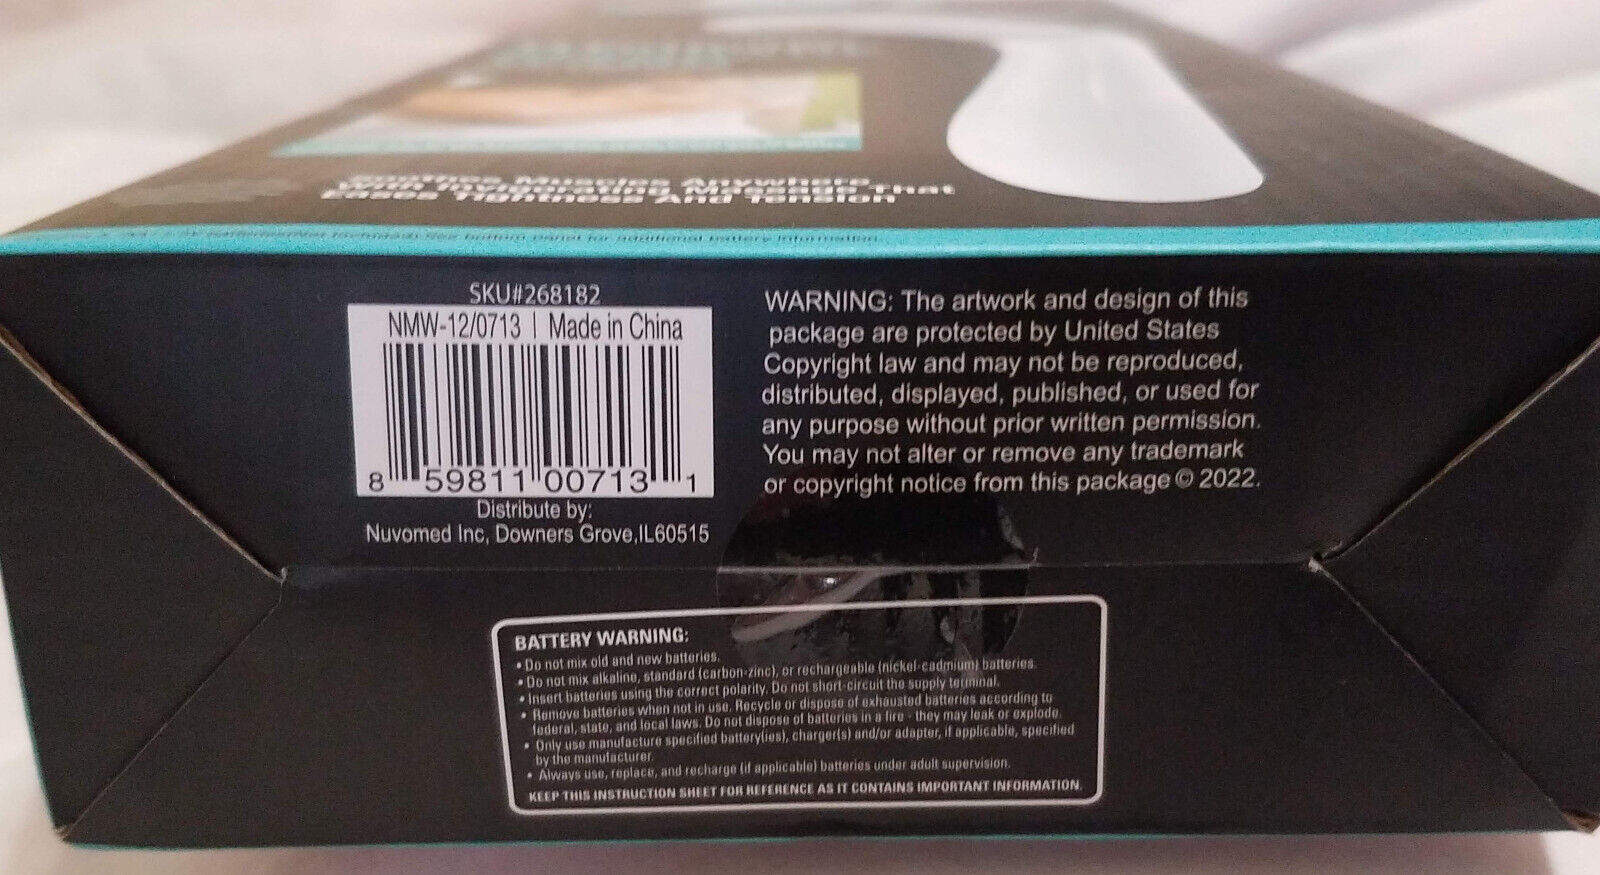 Soothes Muscles Anywhere
With Invigorating Massage That
Eases Tightness And Tension
See bottom panel for additional battery information.
SKU#268182
NMW-12/0713 | Made in China
8 59811 00713 1
Distribute by:
Nuvomed Inc, Downers Grove,IL60515
WARNING: The artwork and design of this
package are protected by United States
Copyright law and may not be reproduced,
distributed, displayed, published, or used for
any purpose without prior written permission.
You may not alter or remove any trademark
or copyright notice from this package © 2022.
BATTERY WARNING:
• Do not mix old and new batteries.
• Do not mix alkaline, standard (carbon-zinc), or rechargeable (nickel-cadmium) batteries.
• Insert batteries using the correct polarity. Do not short-circuit the supply terminal.
• Remove batteries when not in use. Recycle or dispose of exhausted batteries according to
federal, state, and local laws. Do not dispose of batteries in a fire - they may leak or explode.
• Only use manufacture specified battery(ies), charger(s) and/or adapter, if applicable, specified
by the manufacturer.
• Always use, replace, and recharge (if applicable) batteries under adult supervision.
KEEP THIS INSTRUCTION SHEET FOR REFERENCE AS IT CONTAINS IMPORTANT INFORMATION.